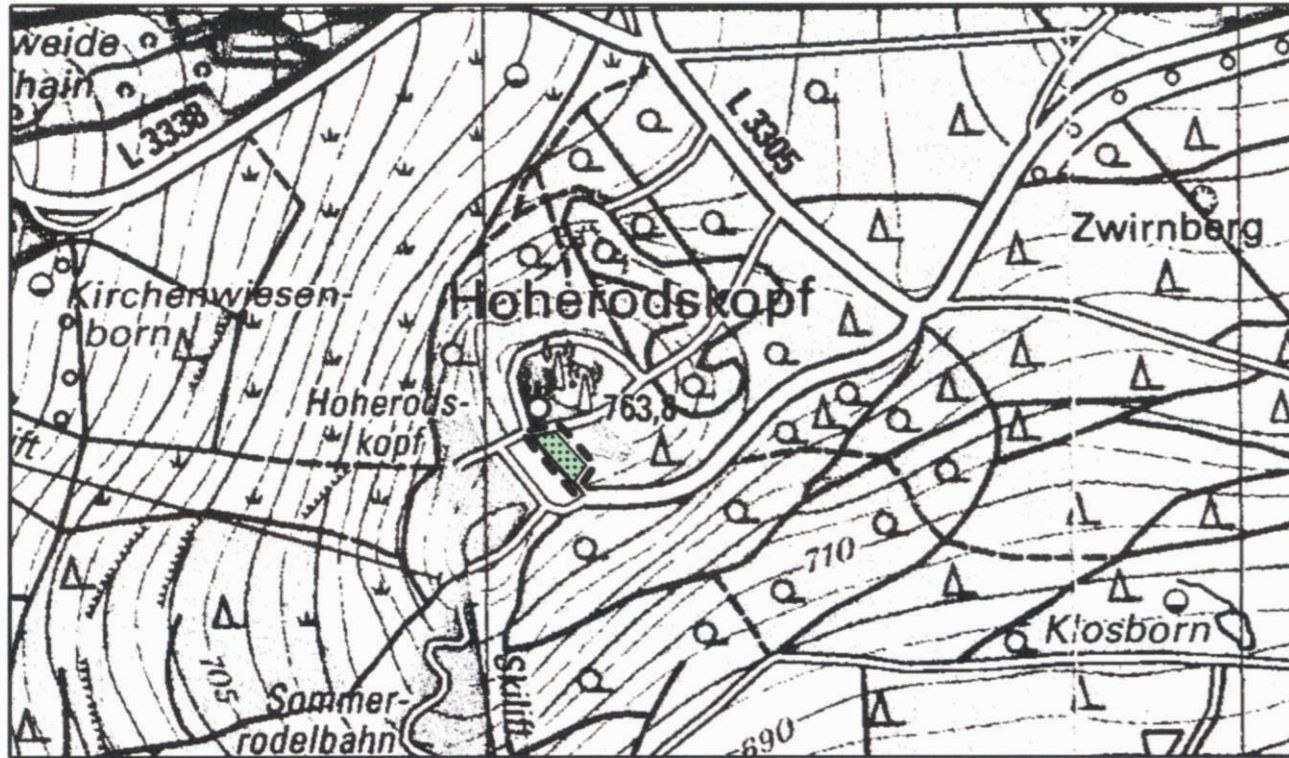 weide
hain
L 3338
L 3305
Zwirnberg
Kirchenwiesen-
born
Hoherodskopf
Hoherods-
kopf
763,8
ift
710
Klosborn
705
Sommer-
rodelbahn
Skilift
690